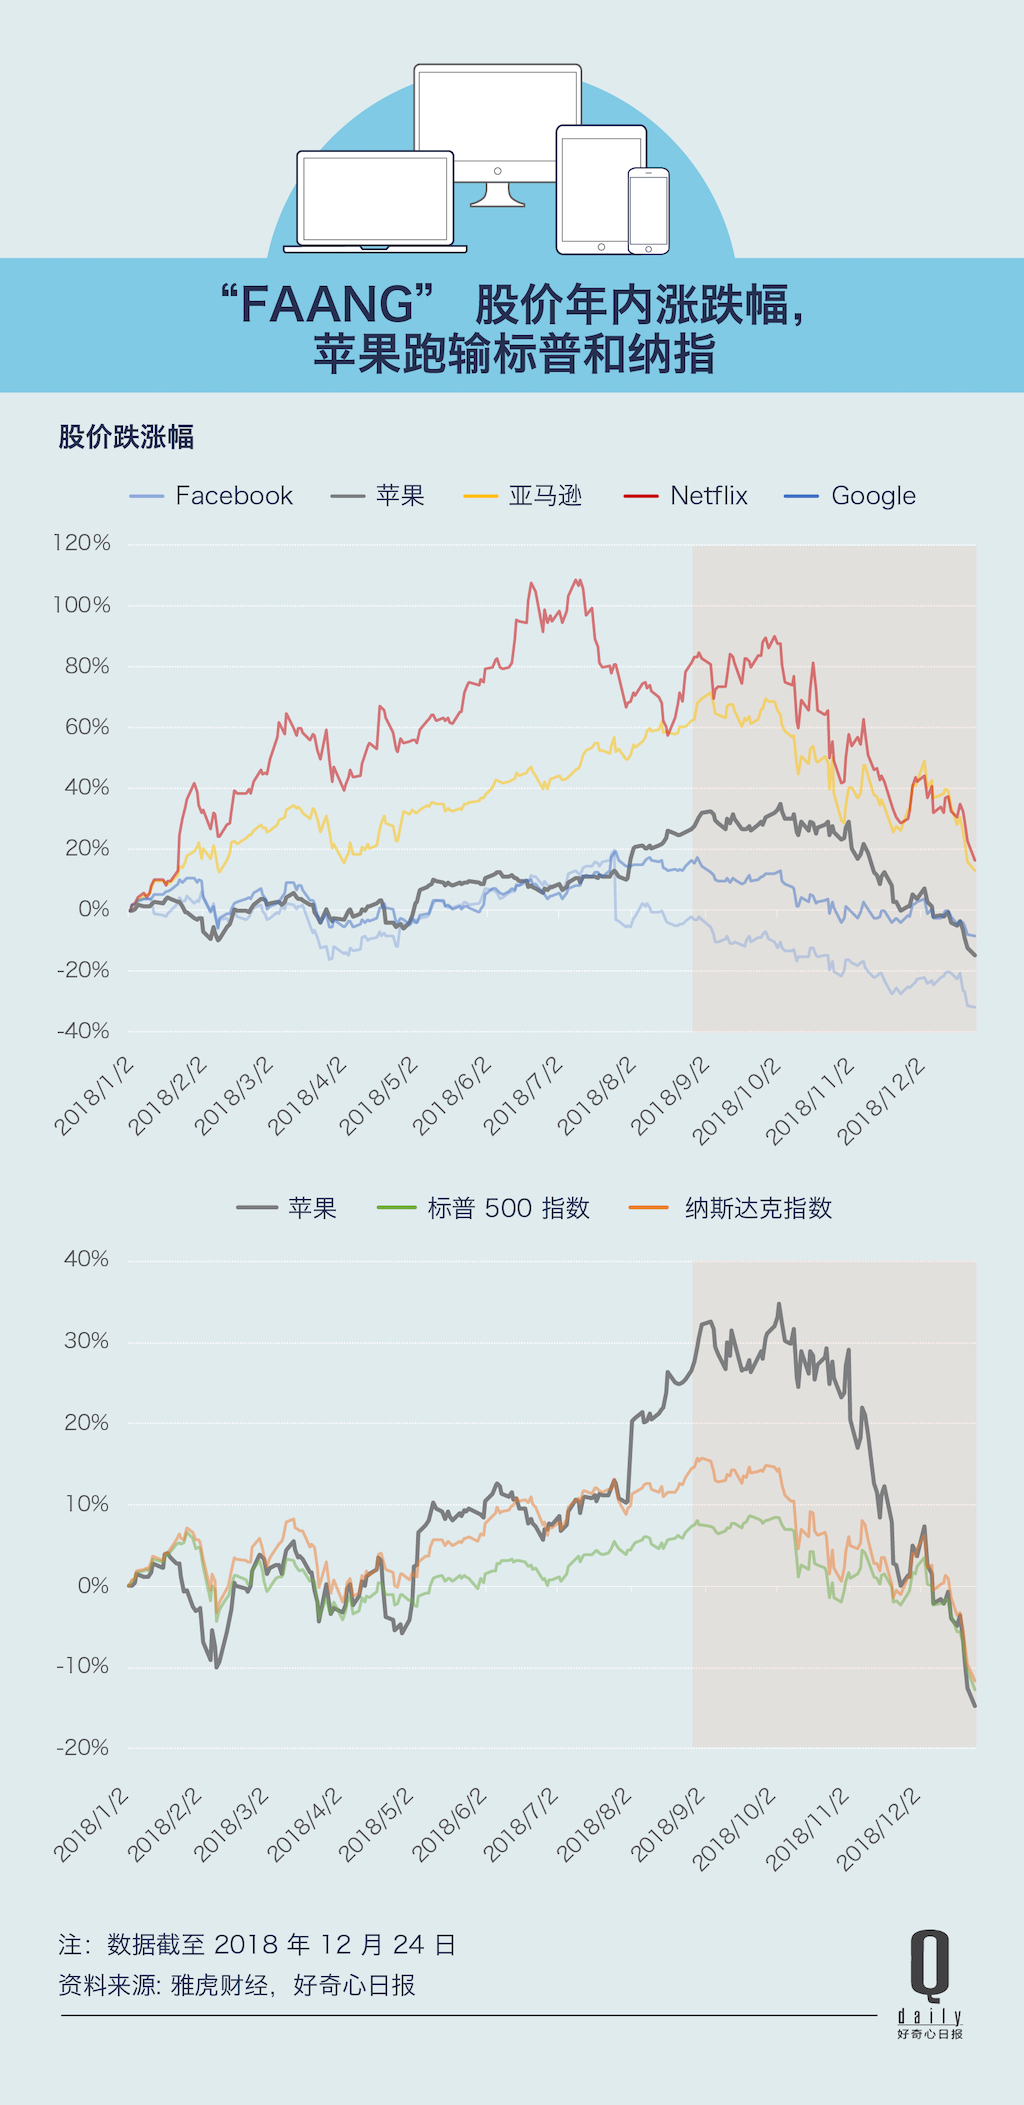 “FAANG” 股价年内涨跌幅，
苹果跑输标普和纳指
股价跌涨幅
Facebook 苹果 亚马逊 Netflix Google
120%
100%
80%
60%
40%
20%
0%
-20%
-40%
2018/1/2 2018/2/2 2018/3/2 2018/4/2 2018/5/2 2018/6/2 2018/7/2 2018/8/2 2018/9/2 2018/10/2 2018/11/2 2018/12/2
苹果 标普 500 指数 纳斯达克指数
40%
30%
20%
10%
0%
-10%
-20%
2018/1/2 2018/2/2 2018/3/2 2018/4/2 2018/5/2 2018/6/2 2018/7/2 2018/8/2 2018/9/2 2018/10/2 2018/11/2 2018/12/2
注：数据截至 2018 年 12 月 24 日
资料来源: 雅虎财经，好奇心日报
Q
daily
好奇心日报